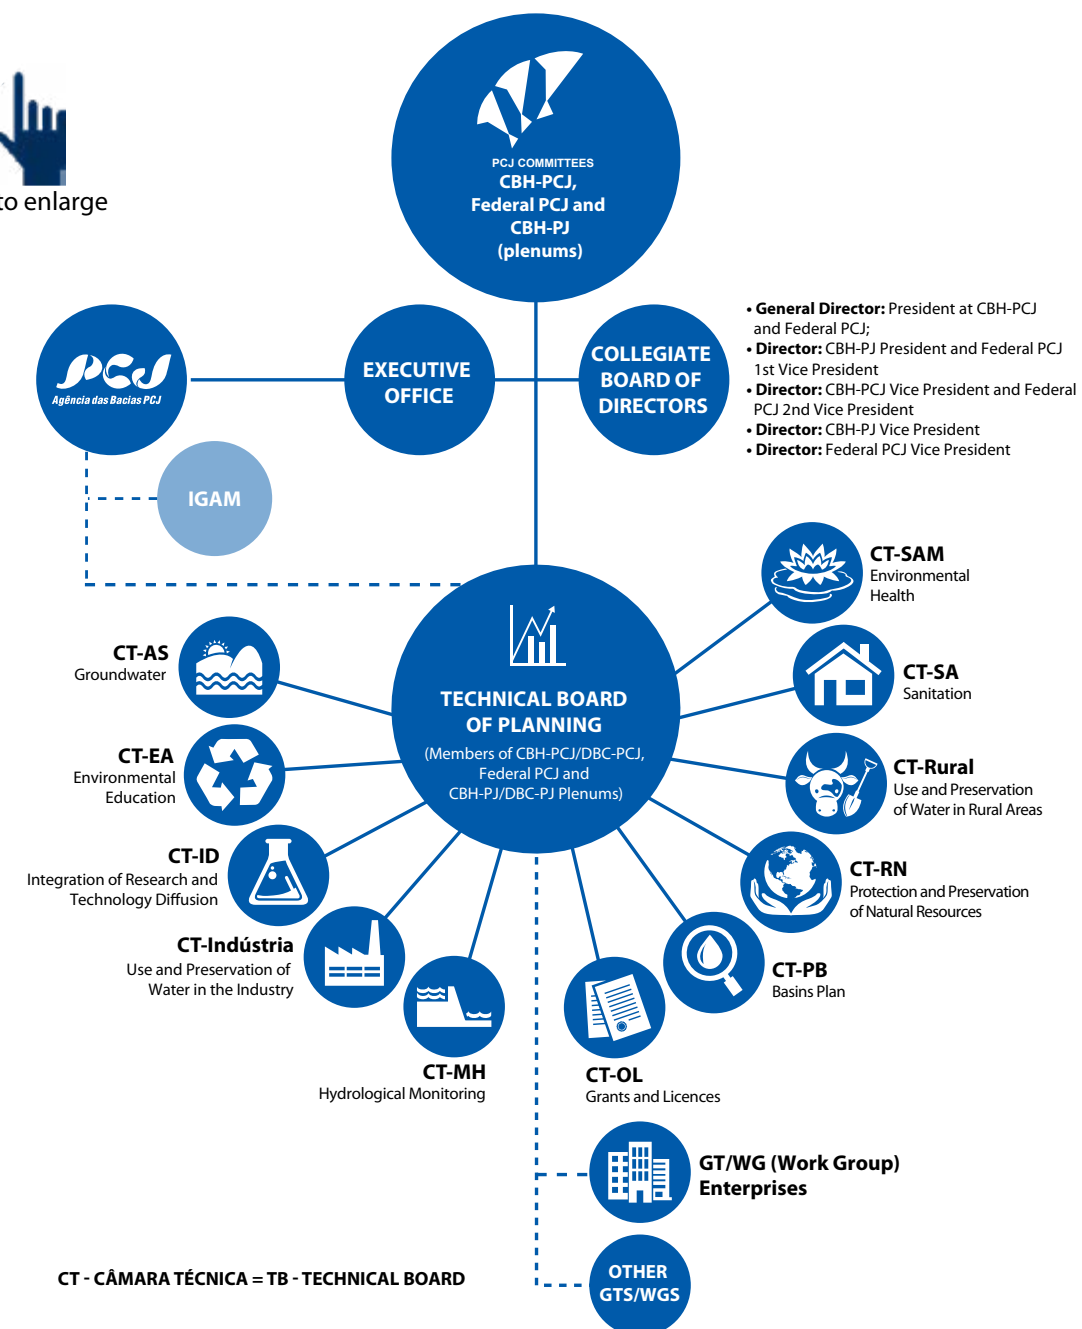 to enlarge
PCJ COMMITTEES
CBH-PCJ,
Federal PCJ and
CBH-PJ
(plenums)
PCJ
Agência das Bacias PCJ
EXECUTIVE
OFFICE
COLLEGIATE
BOARD OF
DIRECTORS
• General Director: President at CBH-PCJ
and Federal PCJ;
• Director: CBH-PJ President and Federal PCJ
1st Vice President
• Director: CBH-PCJ Vice President and Federal
PCJ 2nd Vice President
• Director: CBH-PJ Vice President
• Director: Federal PCJ Vice President
IGAM
TECHNICAL BOARD
OF PLANNING
(Members of CBH-PCJ/DBC-PCJ,
Federal PCJ and
CBH-PJ/DBC-PJ Plenums)
CT-AS
Groundwater
CT-EA
Environmental
Education
CT-ID
Integration of Research and
Technology Diffusion
CT-Indústria
Use and Preservation of
Water in the Industry
CT-MH
Hydrological Monitoring
CT-SAM
Environmental
Health
CT-SA
Sanitation
CT-Rural
Use and Preservation
of Water in Rural Areas
CT-RN
Protection and Preservation
of Natural Resources
CT-PB
Basins Plan
CT-OL
Grants and Licences
GT/WG (Work Group)
Enterprises
OTHER
GTS/WGS
CT - CÂMARA TÉCNICA = TB - TECHNICAL BOARD